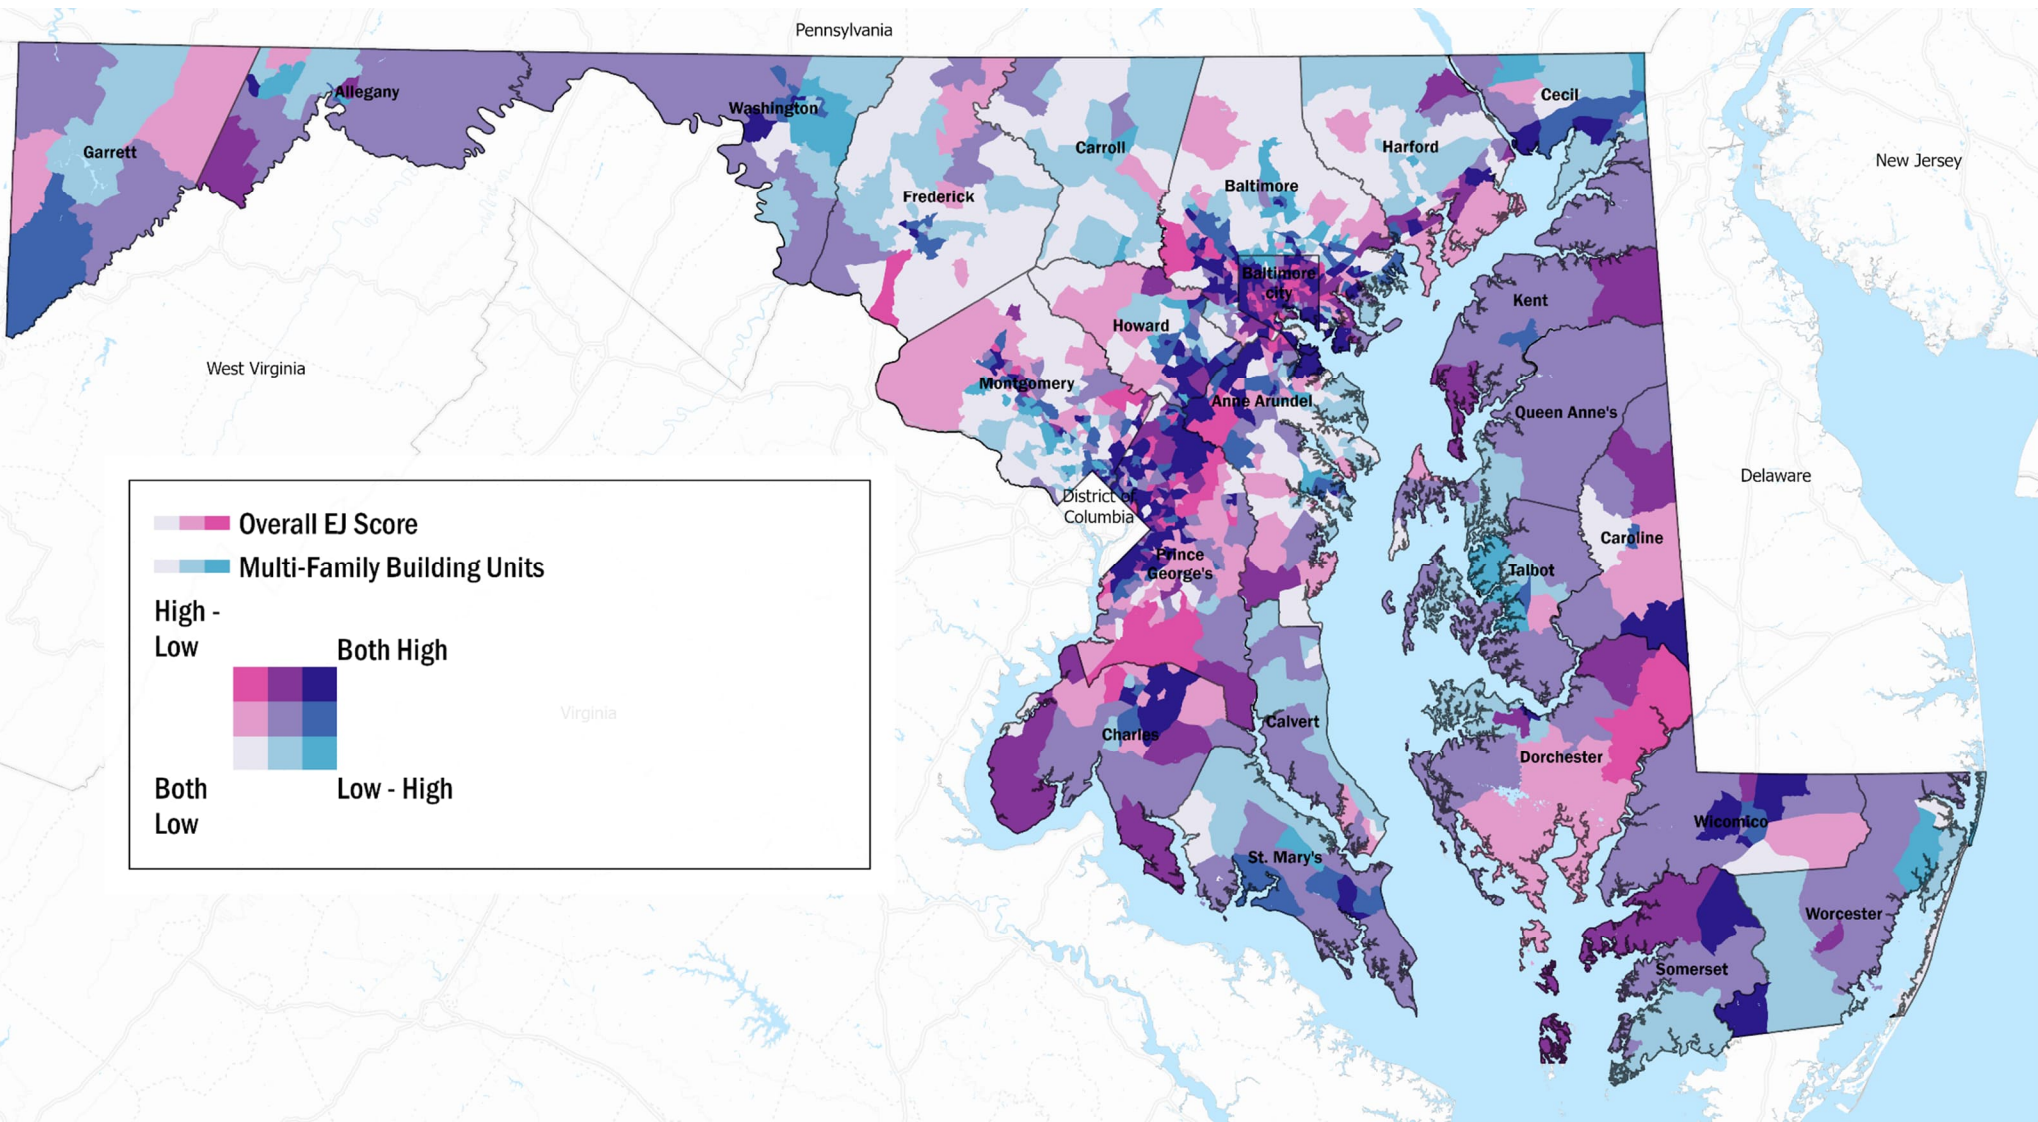 Pennsylvania
Allegany
Garrett
Washington
Frederick
Carroll
Baltimore
Harford
Cecil
New Jersey
Baltimore
city
Howard
Kent
West Virginia
Montgomery
Anne Arundel
Queen Anne's
Delaware
District of
Columbia
Prince
George's
Caroline
Talbot
Overall EJ Score
Multi-Family Building Units
High -
Low
Both High
Both
Low
Low - High
Virginia
Calvert
Charles
Dorchester
St. Mary's
Wicomico
Worcester
Somerset